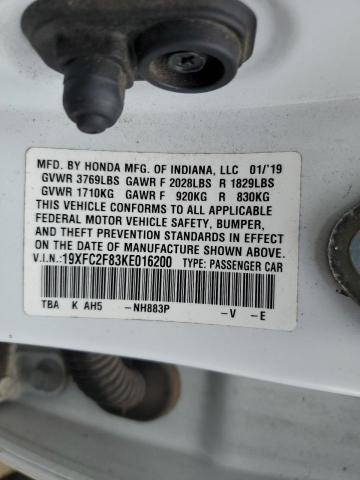 MFD. BY HONDA MFG. OF INDIANA, LLC 01/'19
GVWR 3769LBS GAWR F 2028LBS R 1829LBS
GVWR 1710KG GAWR F 920KG R 830KG
THIS VEHICLE CONFORMS TO ALL APPLICABLE
FEDERAL MOTOR VEHICLE SAFETY, BUMPER,
AND THEFT PREVENTION STANDARDS IN EFFECT
ON THE DATE OF MANUFACTURE SHOWN ABOVE.
V.I.N.:19XFC2F83KE016200 TYPE: PASSENGER CAR
TBA K AH5 -NH883P -V -E